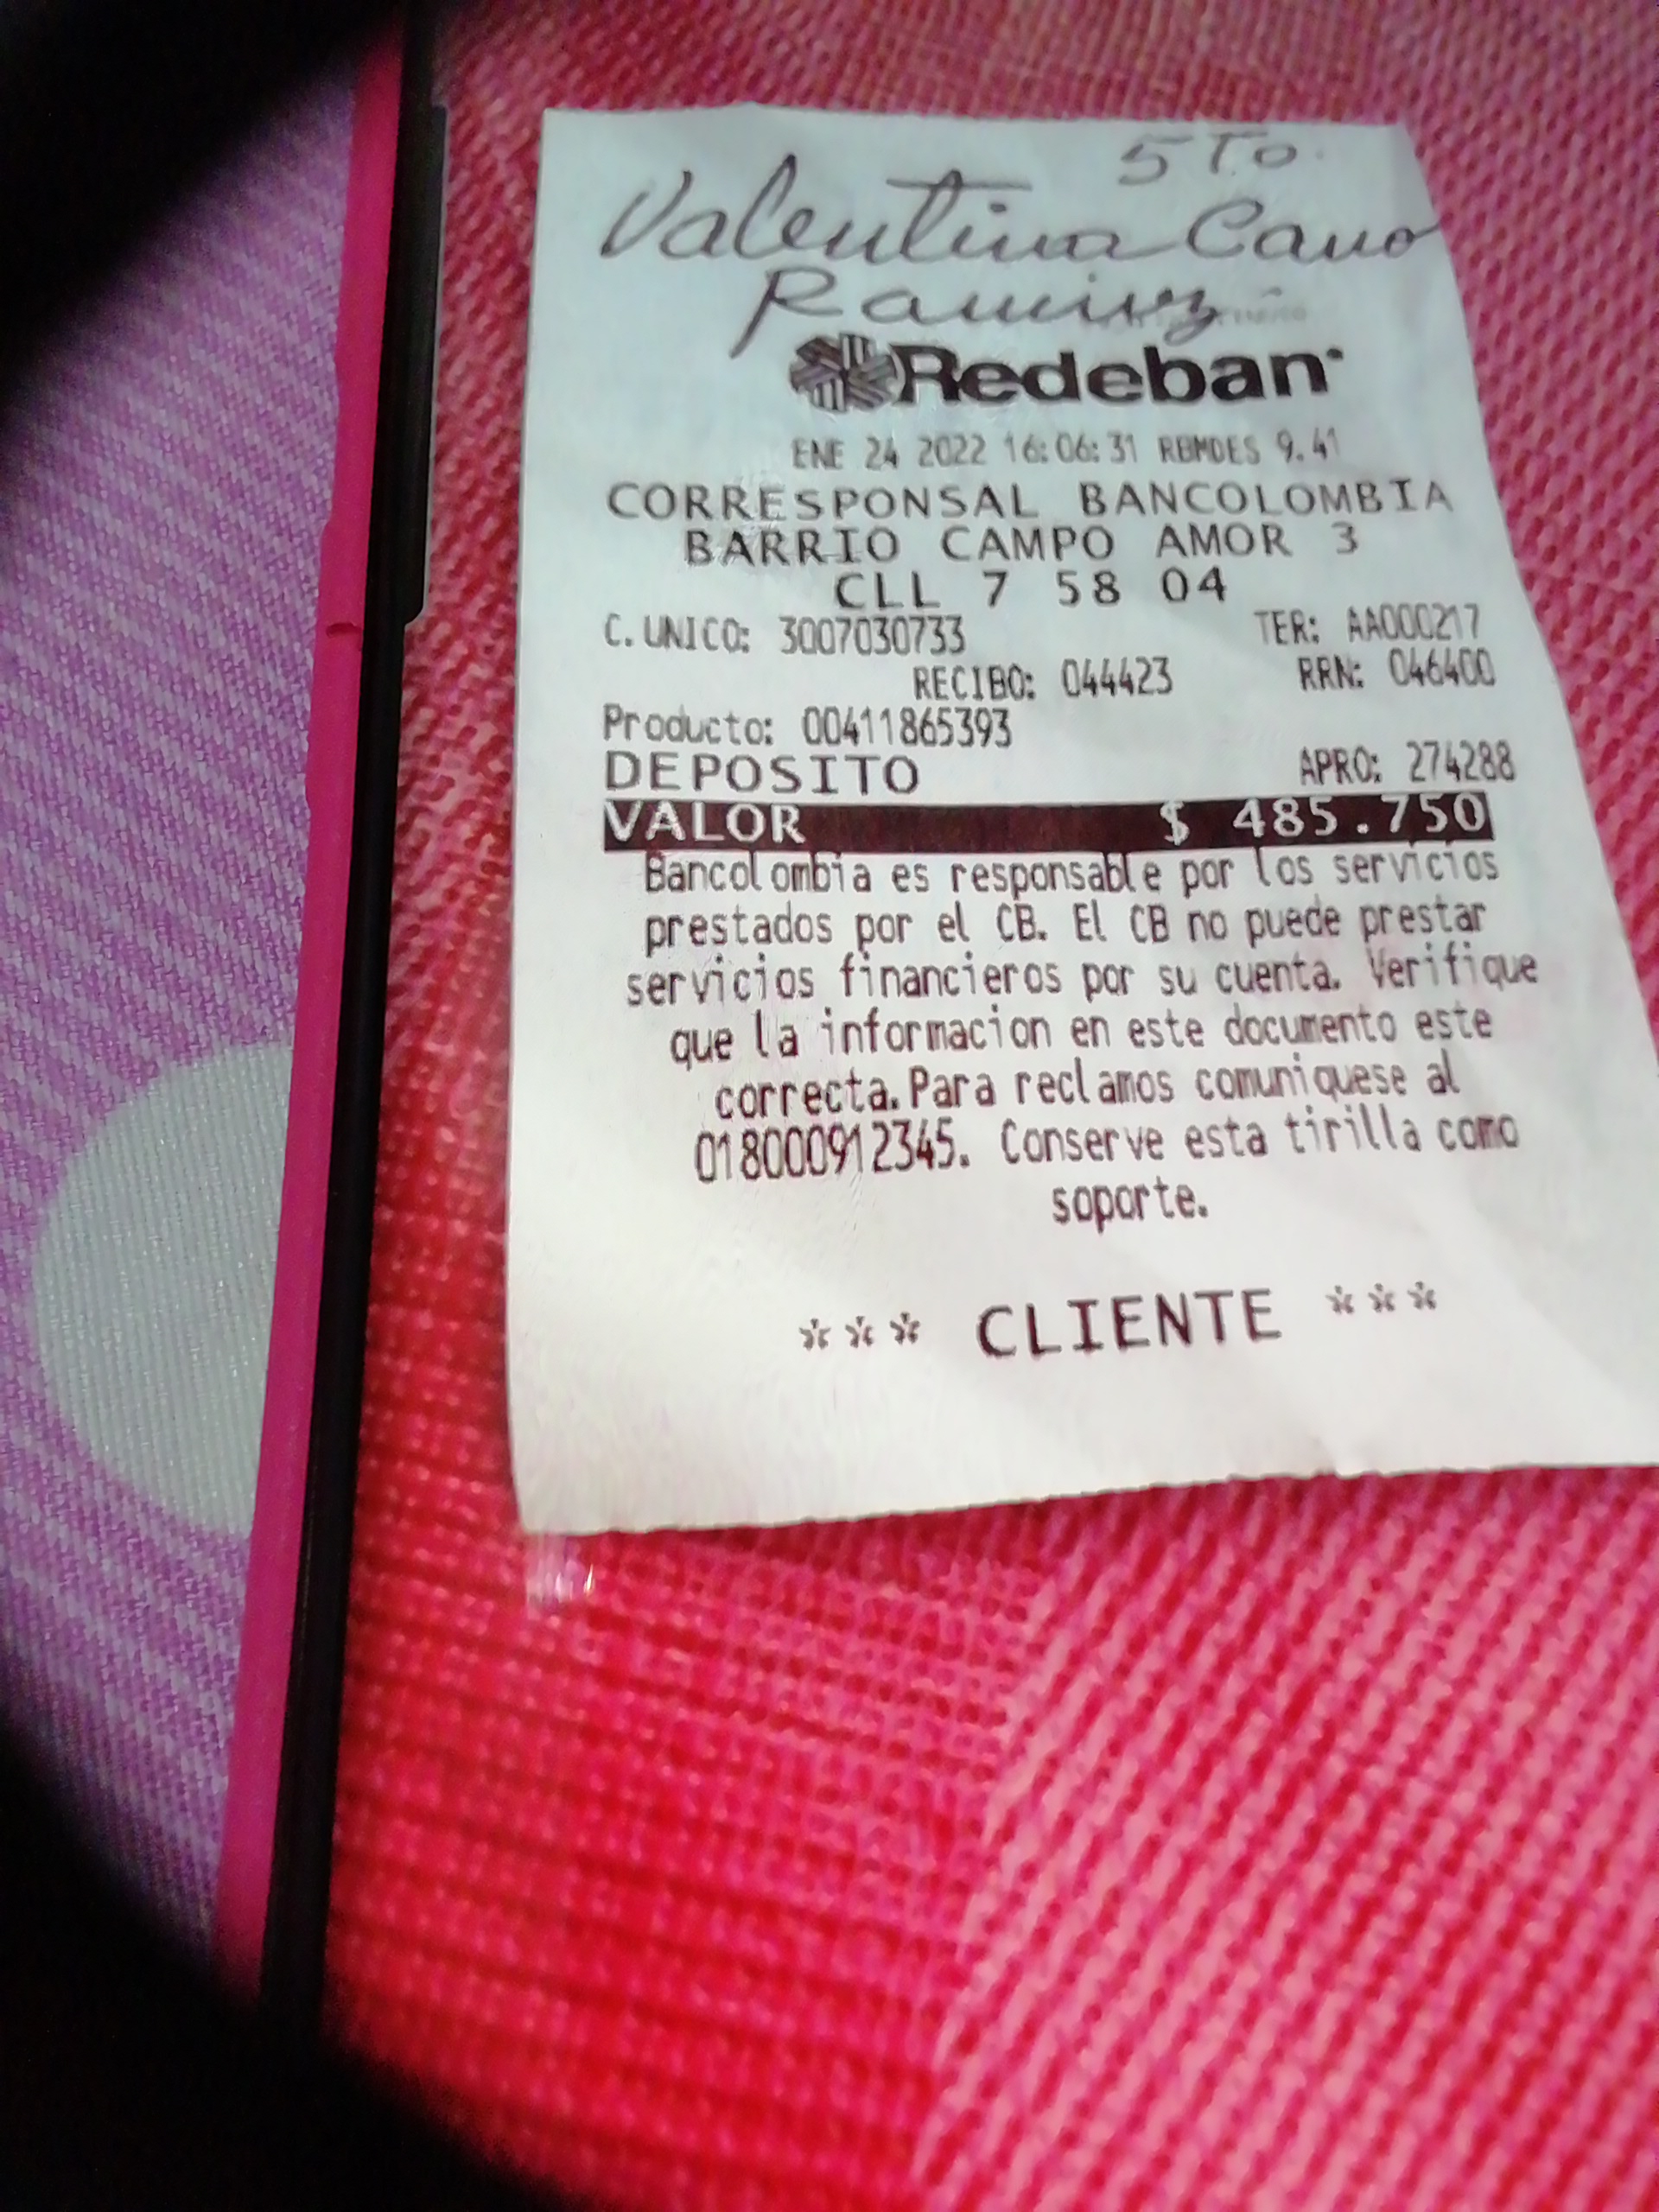 5To
Valentina Cano
Ramirez
Redeban
ENE 24 2022 16:06:31 RBMDES 9.41
CORRESPONSAL BANCOLOMBIA
BARRIO CAMPO AMOR 3
CLL 7 58 04
C. UNICO: 3007030733 TER: AA000217
RECIBO: 044423 RRN: 046400
Producto: 00411865393
DEPOSITO APRO: 274288
VALOR $ 485.750
Bancolombia es responsable por los servicios
prestados por el CB. El CB no puede prestar
servicios financieros por su cuenta. Verifique
que la informacion en este documento este
correcta. Para reclamos comuniquese al
018000912345. Conserve esta tirilla como
soporte.
*** CLIENTE ***